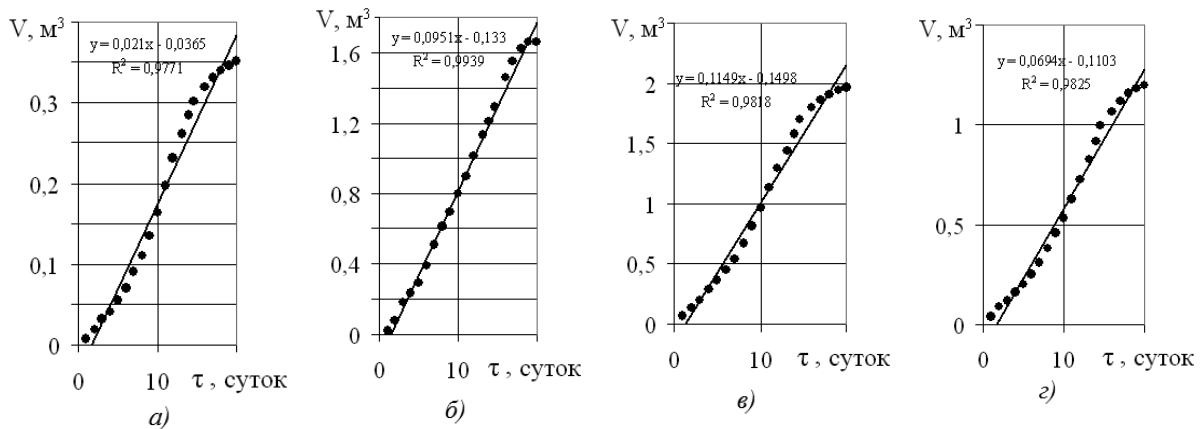 V, м³
y = 0,021x - 0,0365
R² = 0,9771
0,3
0,2
0,1
0
0 10 τ , суток
а)
V, м³
y = 0,0951x - 0,133
R² = 0,9939
1,6
1,2
0,8
0,4
0
0 10 τ , суток
б)
V, м³
y = 0,1149x - 0,1498
R² = 0,9818
2
1,5
1
0,5
0
0 10 τ , суток
в)
V, м³
y = 0,0694x - 0,1103
R² = 0,9825
1
0,5
0
0 10 τ , суток
г)